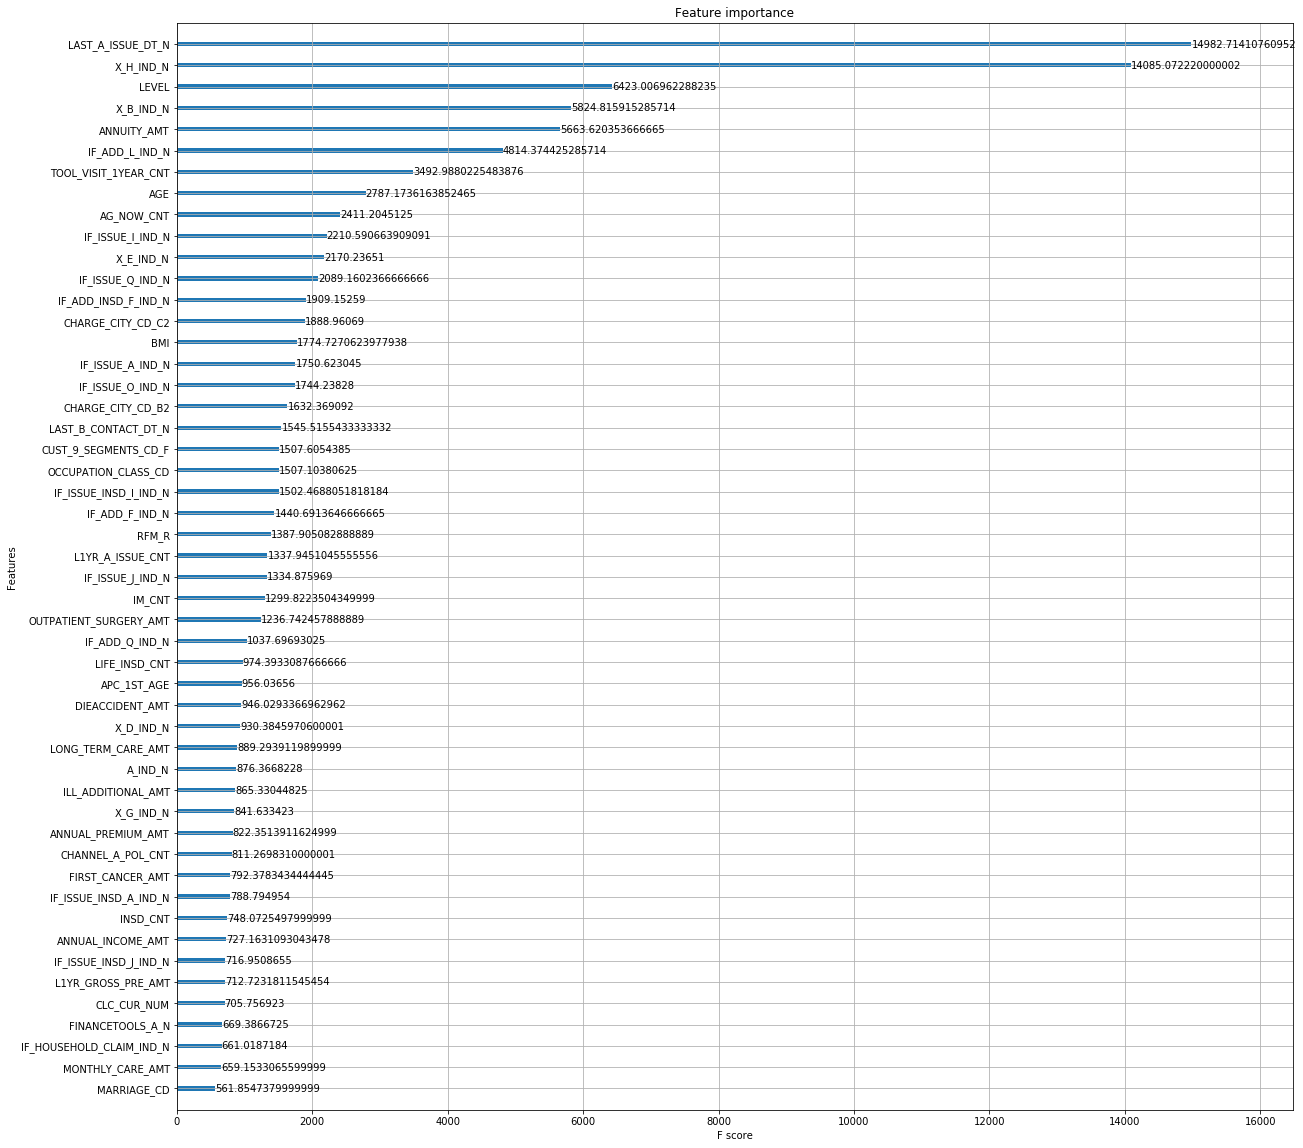 Feature importance
LAST_A_ISSUE_DT_N 14982.71410760952
X_H_IND_N 14085.072220000002
LEVEL 6423.006962288235
X_B_IND_N 5824.815915285714
ANNUITY_AMT 5663.620353666665
IF_ADD_L_IND_N 4814.374425285714
TOOL_VISIT_1YEAR_CNT 3492.9880225483876
AGE 2787.1736163852465
AG_NOW_CNT 2411.2045125
IF_ISSUE_I_IND_N 2210.590663909091
X_E_IND_N 2170.23651
IF_ISSUE_Q_IND_N 2089.1602366666666
IF_ADD_INSD_F_IND_N 1909.15259
CHARGE_CITY_CD_C2 1888.96069
BMI 1774.7270623977938
IF_ISSUE_A_IND_N 1750.623045
IF_ISSUE_O_IND_N 1744.23828
CHARGE_CITY_CD_B2 1632.369092
LAST_B_CONTACT_DT_N 1545.5155433333332
CUST_9_SEGMENTS_CD_F 1507.6054385
OCCUPATION_CLASS_CD 1507.10380625
IF_ISSUE_INSD_I_IND_N 1502.4688051818184
IF_ADD_F_IND_N 1440.6913646666665
RFM_R 1387.905082888889
L1YR_A_ISSUE_CNT 1337.9451045555556
IF_ISSUE_J_IND_N 1334.875969
IM_CNT 1299.8223504349999
OUTPATIENT_SURGERY_AMT 1236.742457888889
IF_ADD_Q_IND_N 1037.69693025
LIFE_INSD_CNT 974.3933087666666
APC_1ST_AGE 956.03656
DIEACCIDENT_AMT 946.0293366962962
X_D_IND_N 930.3845970600001
LONG_TERM_CARE_AMT 889.2939119899999
A_IND_N 876.3668228
ILL_ADDITIONAL_AMT 865.33044825
X_G_IND_N 841.633423
ANNUAL_PREMIUM_AMT 822.3513911624999
CHANNEL_A_POL_CNT 811.2698310000001
FIRST_CANCER_AMT 792.3783434444445
IF_ISSUE_INSD_A_IND_N 788.794954
INSD_CNT 748.0725497999999
ANNUAL_INCOME_AMT 727.1631093043478
IF_ISSUE_INSD_J_IND_N 716.9508655
L1YR_GROSS_PRE_AMT 712.7231811545454
CLC_CUR_NUM 705.756923
FINANCETOOLS_A_N 669.3866725
IF_HOUSEHOLD_CLAIM_IND_N 661.0187184
MONTHLY_CARE_AMT 659.1533065599999
MARRIAGE_CD 561.8547379999999
Features
0 2000 4000 6000 8000 10000 12000 14000 16000
F score